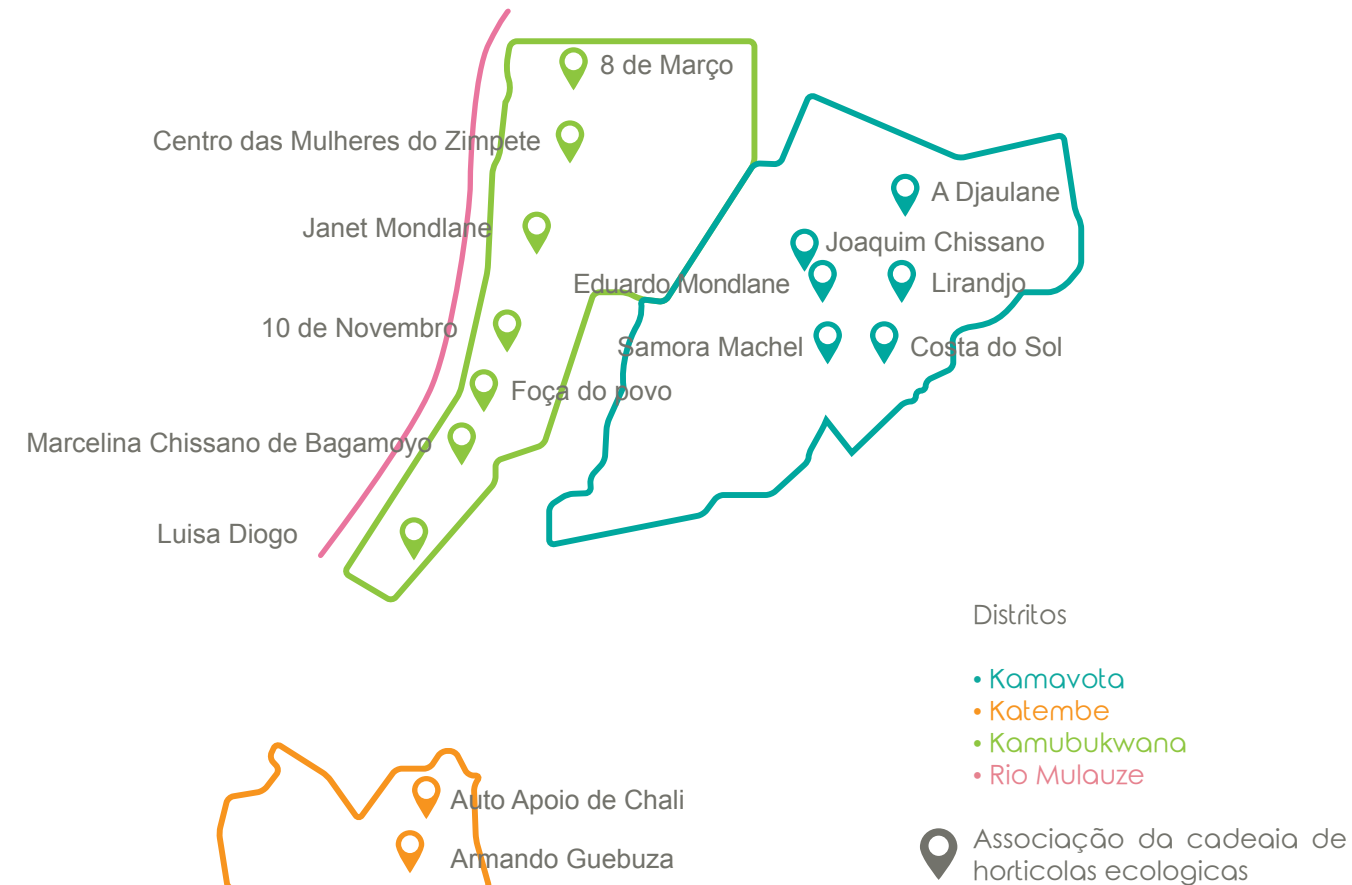 8 de Março
Centro das Mulheres do Zimpete
A Djaulane
Janet Mondlane
Joaquim Chissano
Eduardo Mondlane
Lirandjo
10 de Novembro
Samora Machel
Costa do Sol
Foça do povo
Marcelina Chissano de Bagamoyo
Luisa Diogo
Distritos
• Kamavota
• Katembe
• Kamubukwana
• Rio Mulauze
Auto Apoio de Chali
Armando Guebuza
Associação da cadeaia de
horticolas ecologicas